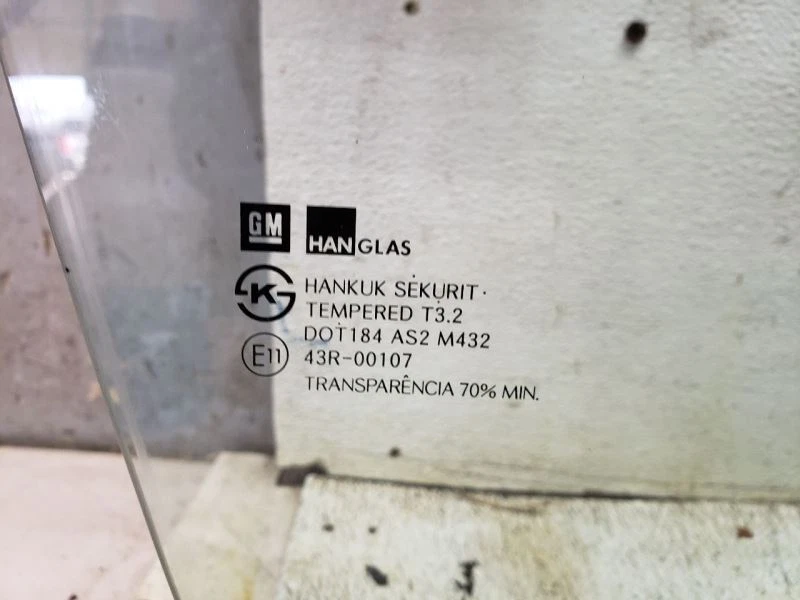 GM HANGLAS
K HANKUK SEKURIT
TEMPERED T3.2
DOT184 AS2 M432
E11 43R-00107
TRANSPARÊNCIA 70% MIN.